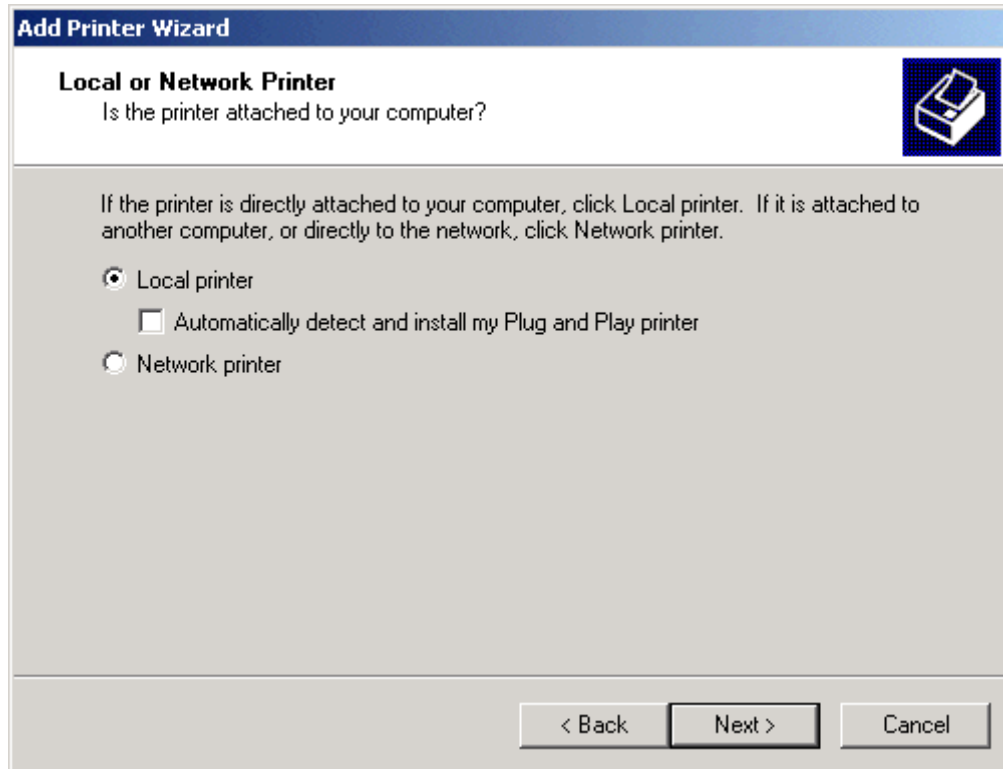 Add Printer Wizard
Local or Network Printer
Is the printer attached to your computer?
If the printer is directly attached to your computer, click Local printer.  If it is attached to
another computer, or directly to the network, click Network printer.
Local printer
Automatically detect and install my Plug and Play printer
Network printer
< Back
Next >
Cancel